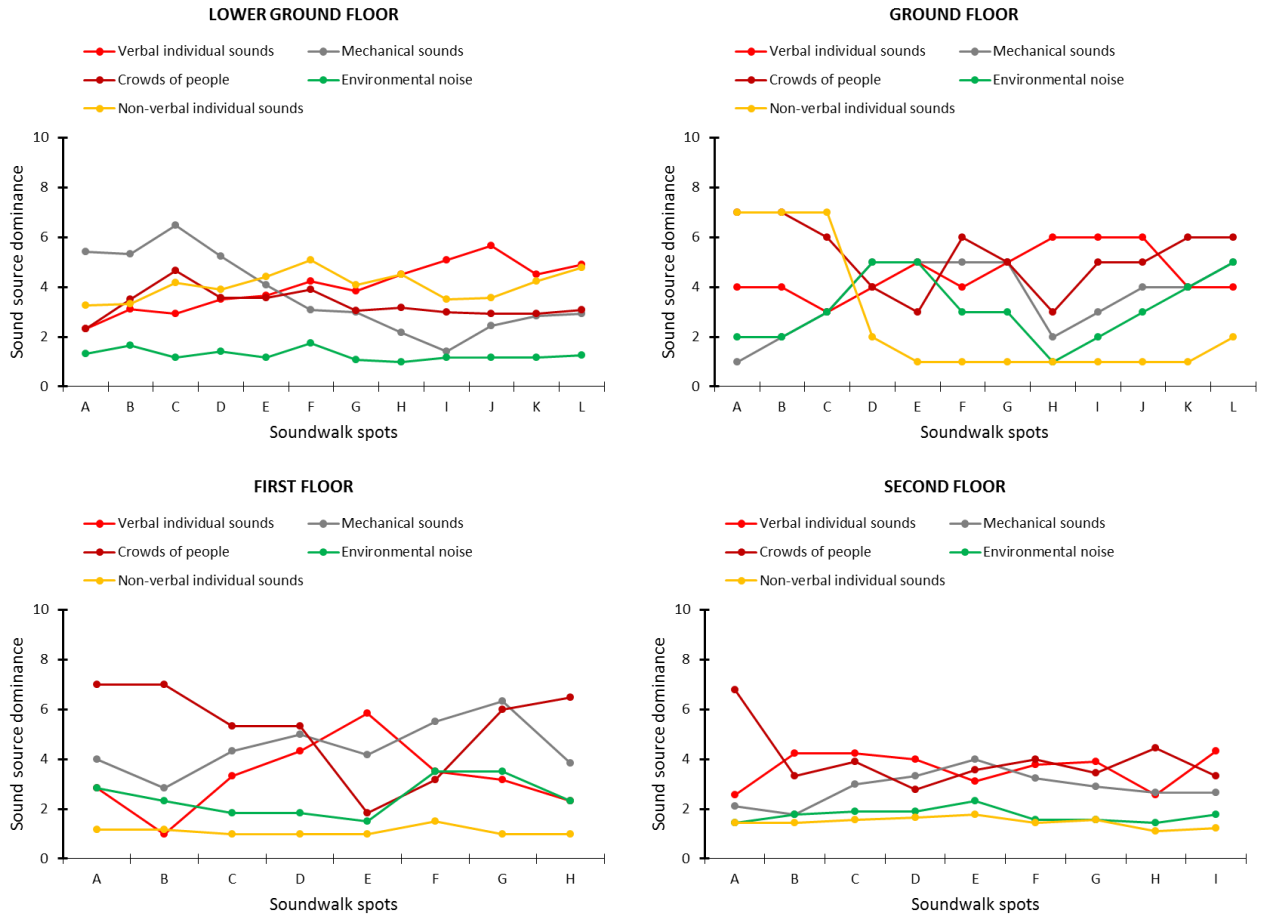 LOWER GROUND FLOOR
Verbal individual sounds
Mechanical sounds
Crowds of people
Environmental noise
Non-verbal individual sounds
10
8
6
4
2
0
Sound source dominance
A B C D E F G H I J K L
Soundwalk spots
GROUND FLOOR
Verbal individual sounds
Mechanical sounds
Crowds of people
Environmental noise
Non-verbal individual sounds
10
8
6
4
2
0
Sound source dominance
A B C D E F G H I J K L
Soundwalk spots
FIRST FLOOR
Verbal individual sounds
Mechanical sounds
Crowds of people
Environmental noise
Non-verbal individual sounds
10
8
6
4
2
0
Sound source dominance
A B C D E F G H
Soundwalk spots
SECOND FLOOR
Verbal individual sounds
Mechanical sounds
Crowds of people
Environmental noise
Non-verbal individual sounds
10
8
6
4
2
0
Sound source dominance
A B C D E F G H I
Soundwalk spots